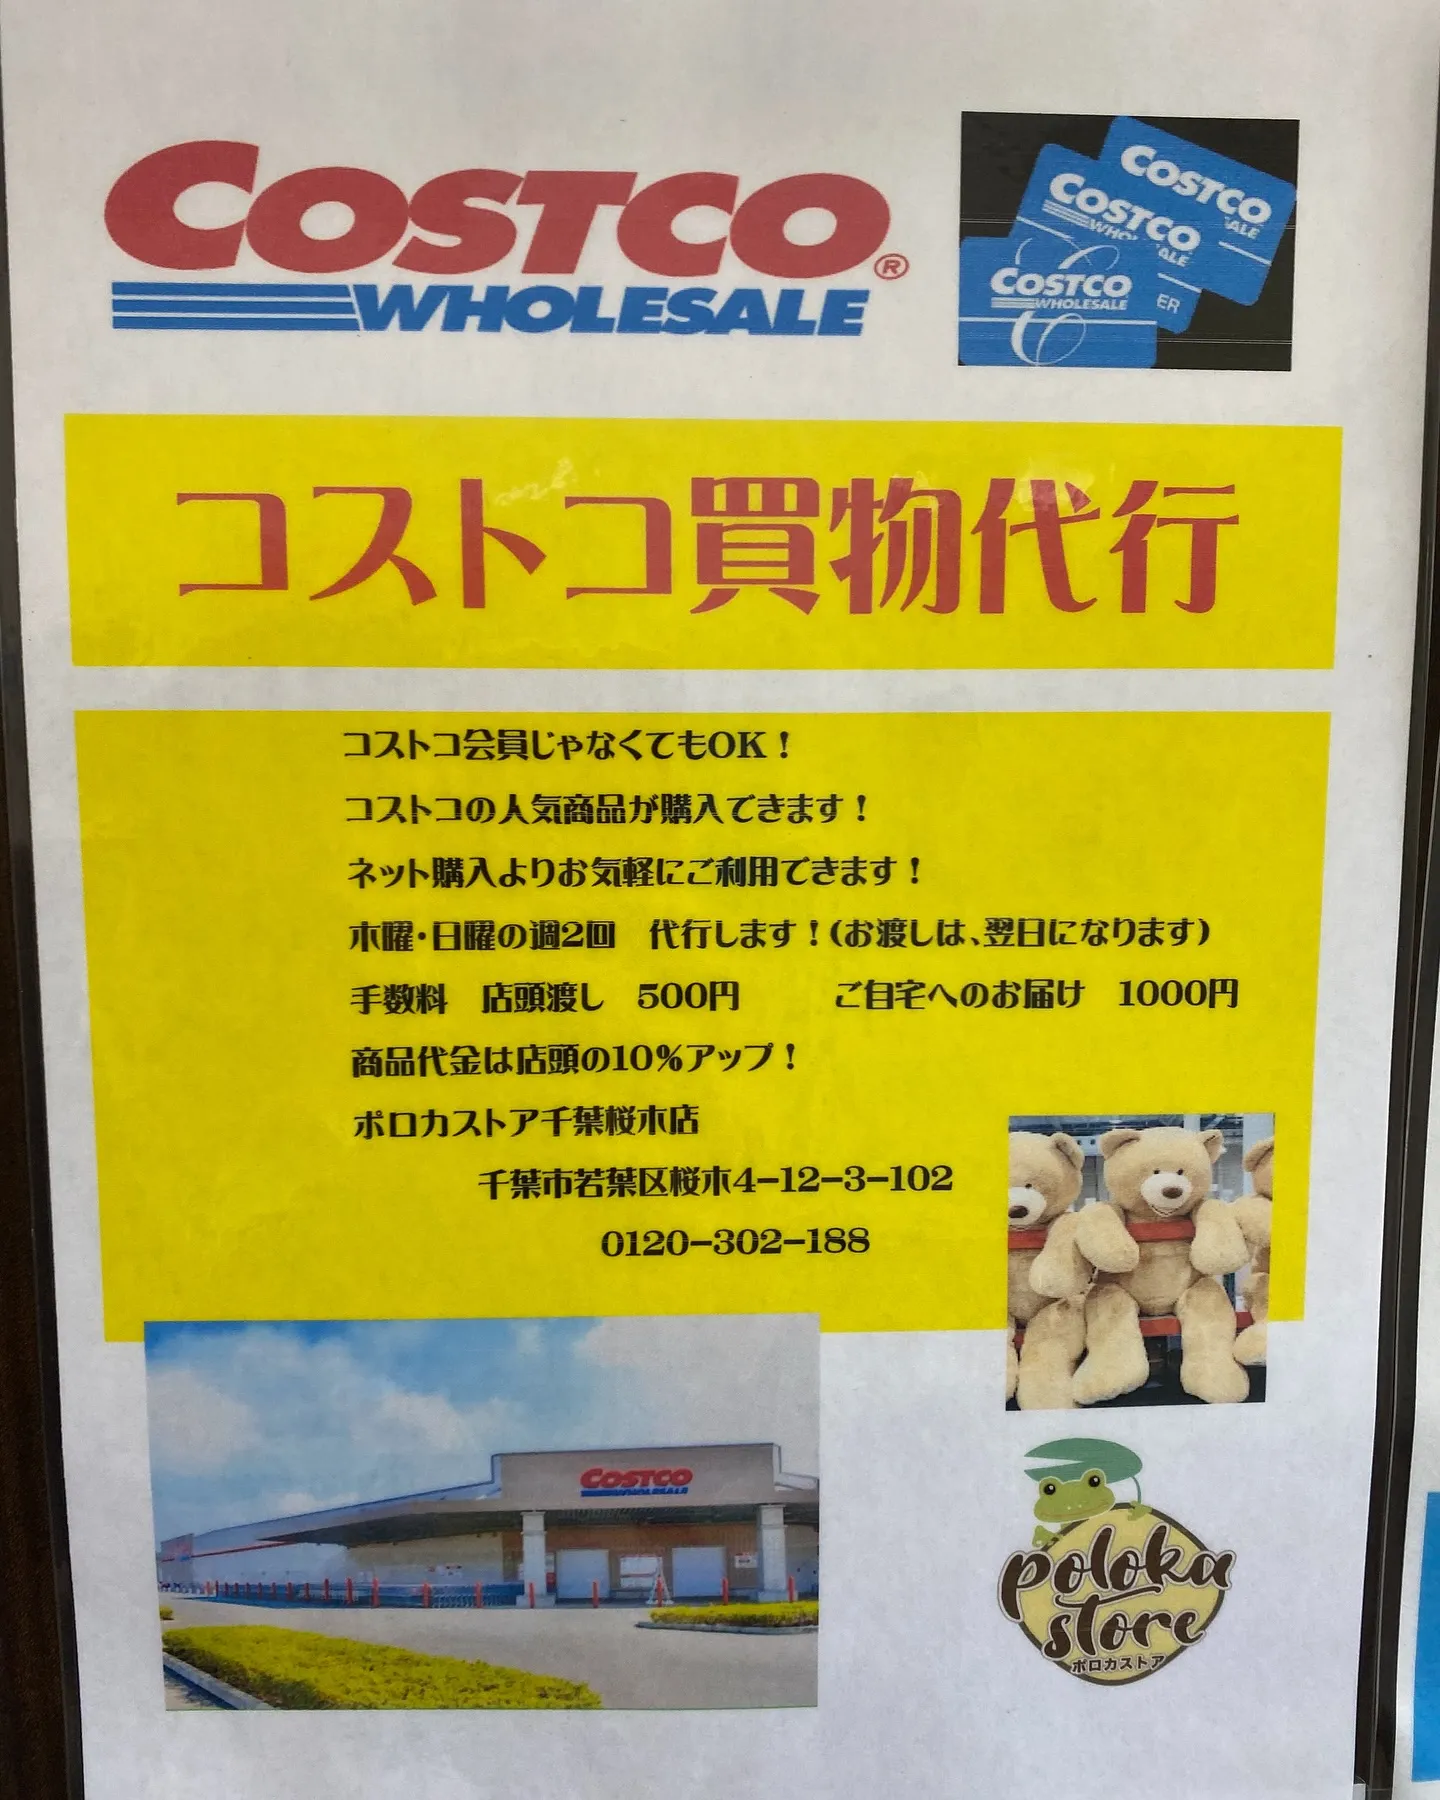 COSTCO®
WHOLESALE
COSTCO
WHOLESALE
COSTCO
WHOLESALE
ER
COSTCO
ALE
コストコ買物代行
コストコ会員じゃなくてもOK!
コストコの人気商品が購入できます!
ネット購入よりお気軽にご利用できます!
木曜・日曜の週2回　代行します!(お渡しは、翌日になります)
手数料　店頭渡し　500円　　　ご自宅へのお届け　1000円
商品代金は店頭の10%アップ!
ポロカストア千葉桜木店
千葉市若葉区桜木4-12-3-102
0120-302-188
COSTCO
WHOLESALE
poloka
store
ポロカストア